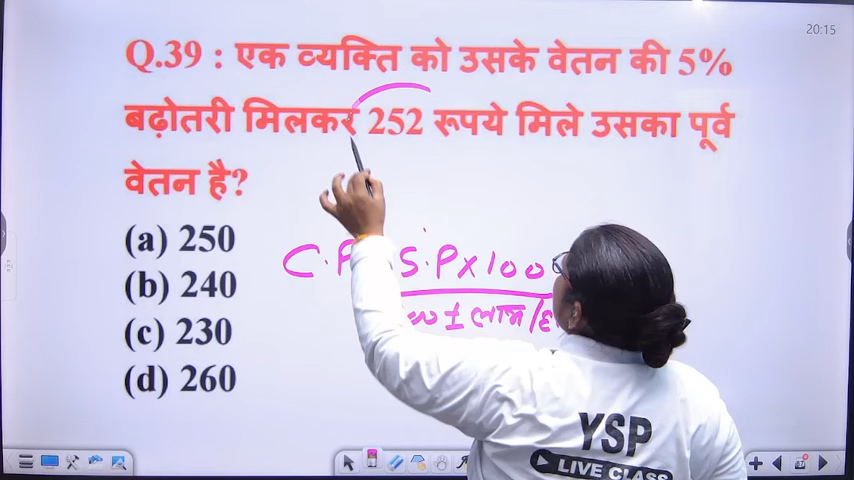 20:15
Q.39 : एक व्यक्ति को उसके वेतन की 5%
बढ़ोतरी मिलकर 252 रूपये मिले उसका पूर्व
वेतन है?
(a) 250
(b) 240
(c) 230
(d) 260
C.P S.P x 100
± लाभ/
YSP
LIVE CLASS